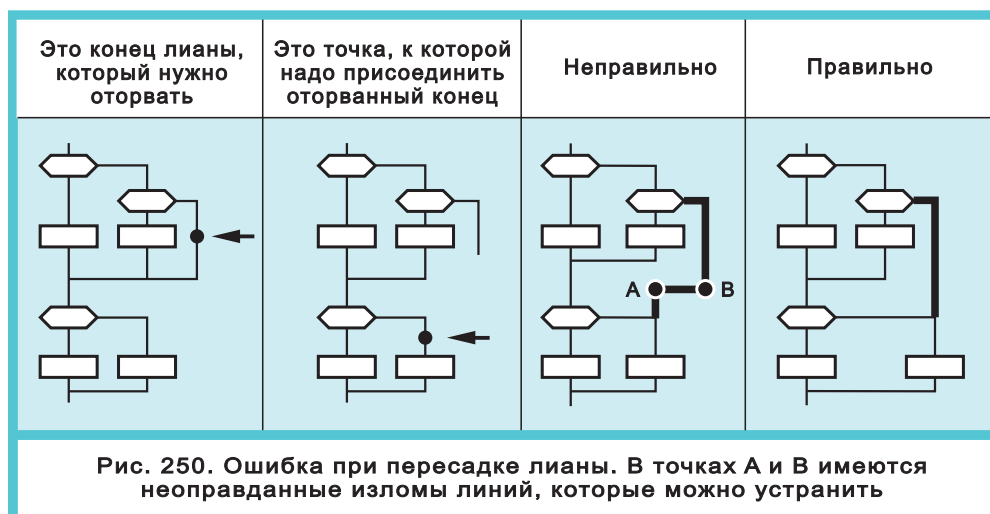 Это конец лианы,
который нужно
оторвать
Это точка, к которой
надо присоединить
оторванный конец
Неправильно
Правильно
A
B
Рис. 250. Ошибка при пересадке лианы. В точках A и B имеются
неоправданные изломы линий, которые можно устранить